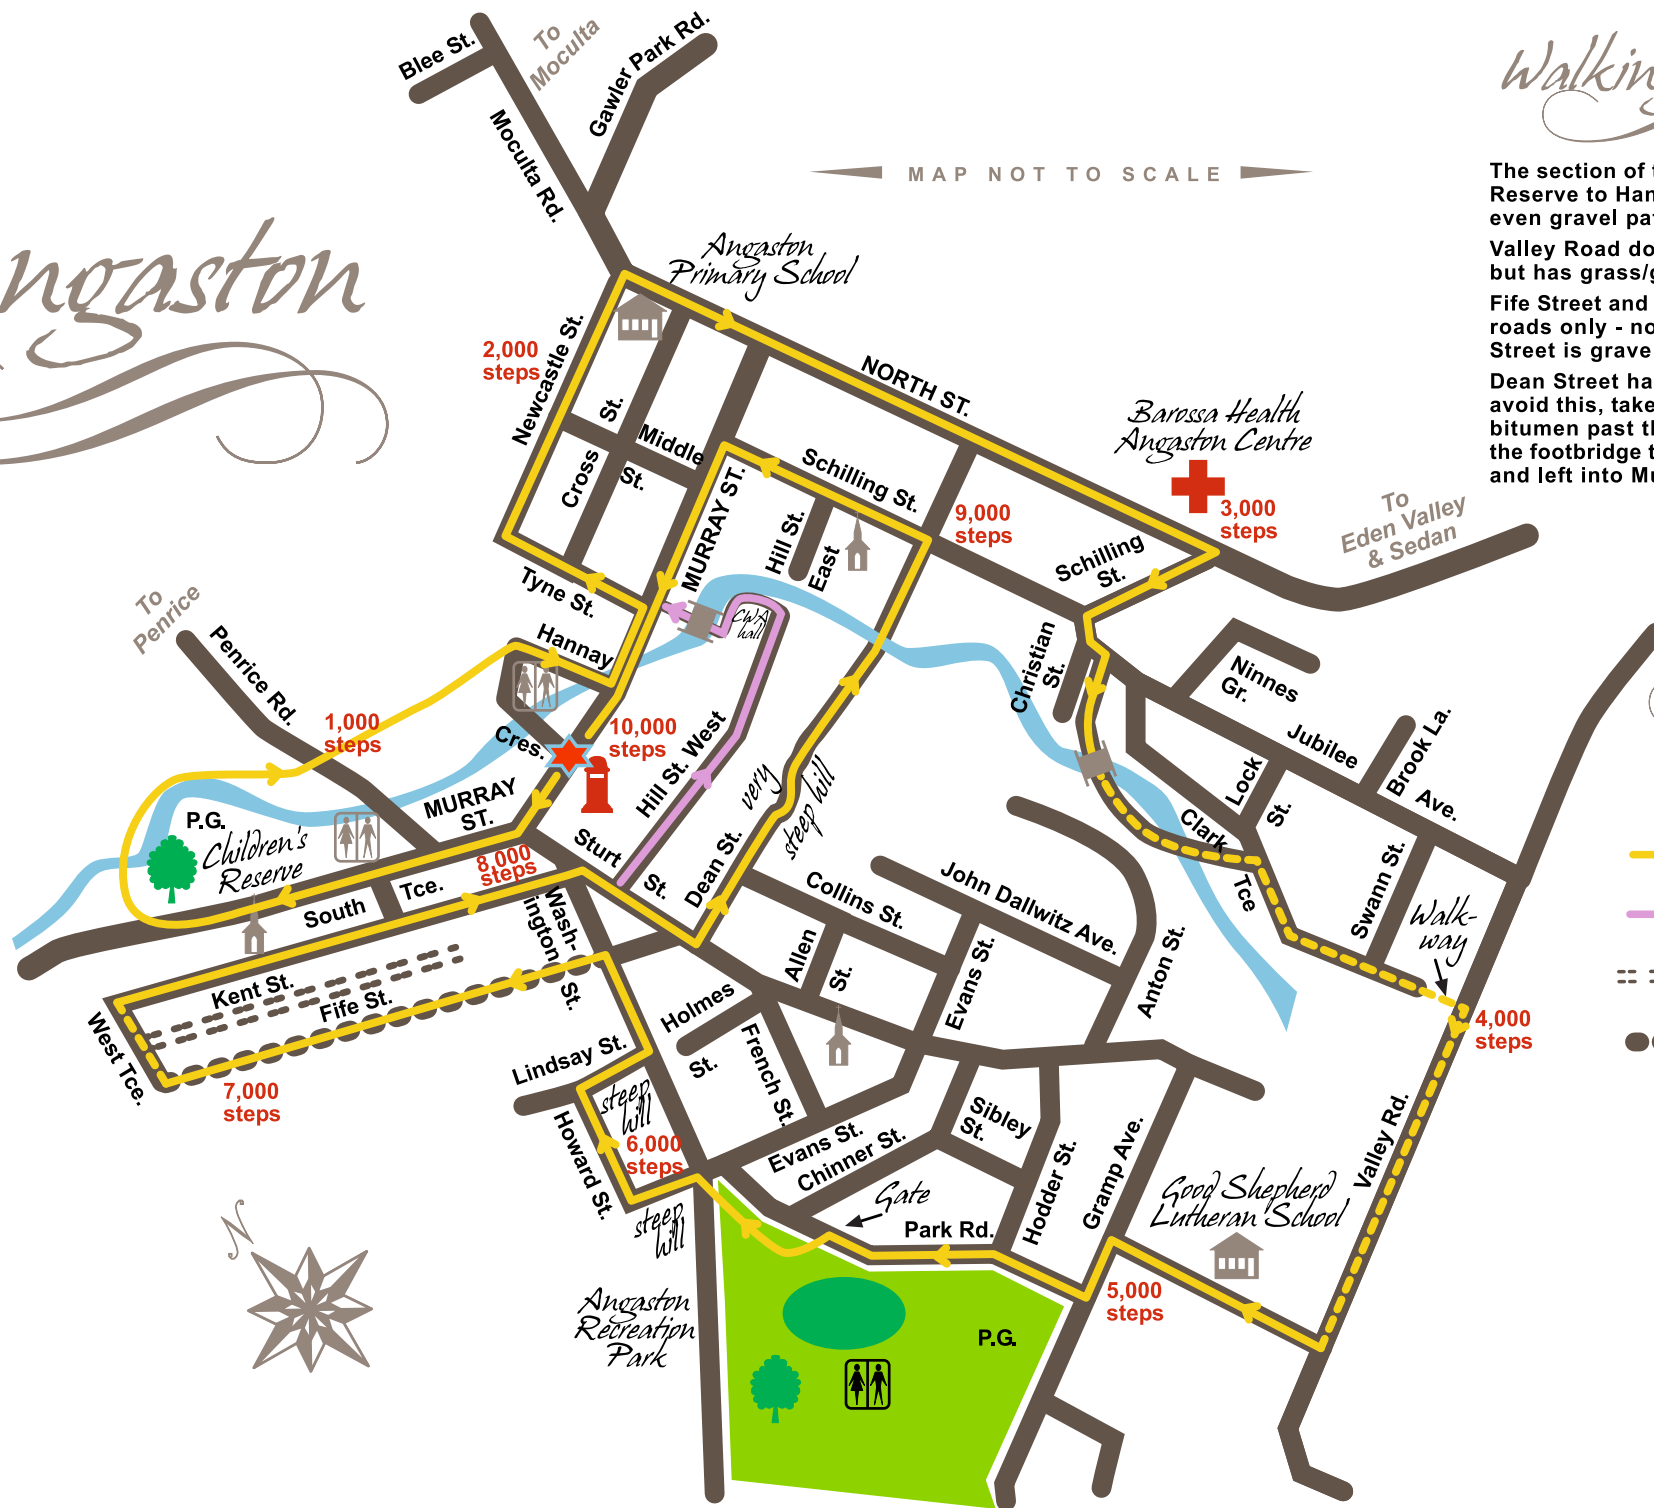 Blee St.
To
Moculta
Gawler Park Rd.
Moculta Rd.
MAP NOT TO SCALE
The section of
Reserve to
even gravel
Valley Road
but has
Fife Street and
roads only -
Street is
Dean Street
avoid this, take
bitumen past
the footbridge
and left into
ngaston
Angaston
Primary School
2,000
steps
Newcastle St.
NORTH ST.
Cross
St.
Middle
St.
Barossa Health
Angaston Centre
3,000
steps
To
Eden Valley
& Sedan
MURRAY ST.
Schilling St.
9,000
steps
Hill St.
East
Schilling
St.
Tyne St.
Hannay
Cres.
CWA
hall
To
Penrice
Penrice Rd.
1,000
steps
10,000
steps
Christian
St.
Ninnes
Gr.
Jubilee
Ave.
Brook La.
Lock
St.
MURRAY
ST.
Hill St. West
very
steep hill
P.G.
Children's
Reserve
8,000
steps
Sturt
St.
Dean St.
Clark
Tce
Swann St.
Walk-
way
South
Tce.
Wash-
ington
St.
Collins St.
John Dallwitz Ave.
Allen
St.
Evans St.
Anton St.
4,000
steps
Kent St.
Fife St.
West Tce.
7,000
steps
Holmes
St.
French St.
Lindsay St.
steep
hill
Howard St.
6,000
steps
steep
hill
Evans St.
Chinner St.
Sibley
St.
Hodder St.
Gramp Ave.
Valley Rd.
Gate
Park Rd.
Good Shepherd
Lutheran School
5,000
steps
N
Angaston
Recreation
Park
P.G.